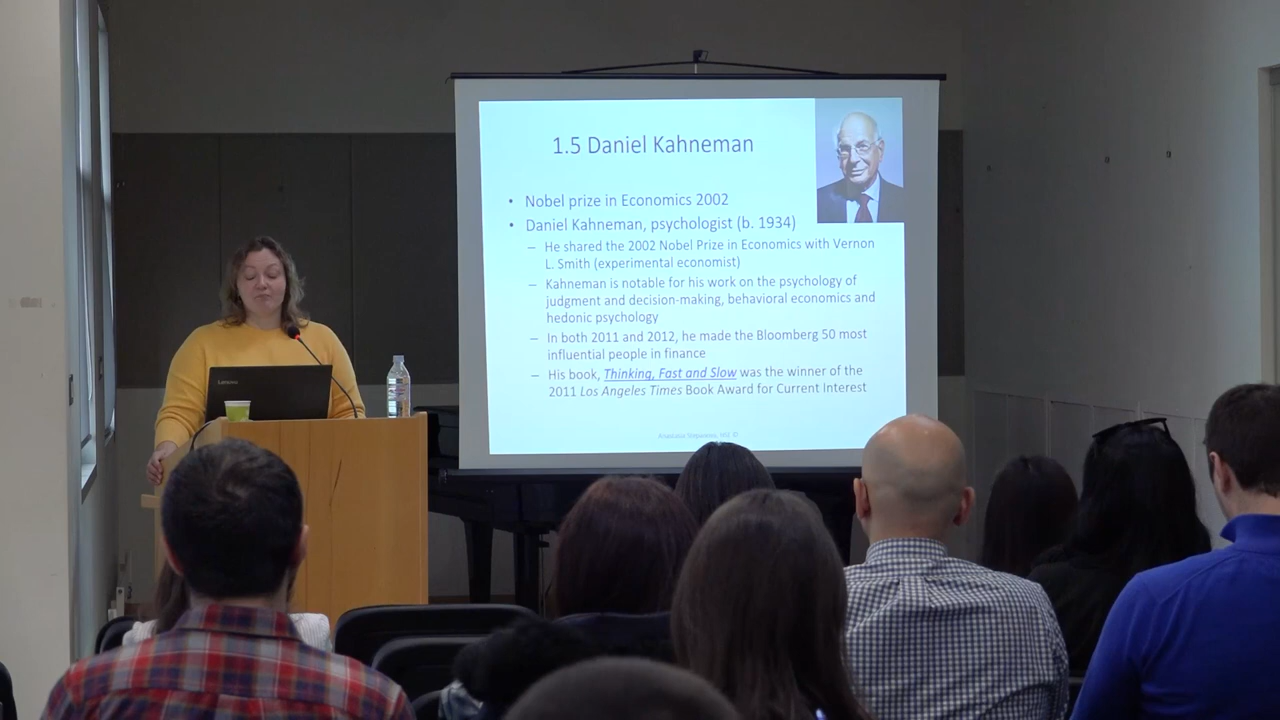 1.5 Daniel Kahneman
• Nobel prize in Economics 2002
• Daniel Kahneman, psychologist (b. 1934)
– He shared the 2002 Nobel Prize in Economics with Vernon
L. Smith (experimental economist)
– Kahneman is notable for his work on the psychology of
judgment and decision-making, behavioral economics and
hedonic psychology
– In both 2011 and 2012, he made the Bloomberg 50 most
influential people in finance
– His book, Thinking, Fast and Slow was the winner of the
2011 Los Angeles Times Book Award for Current Interest
Lenovo